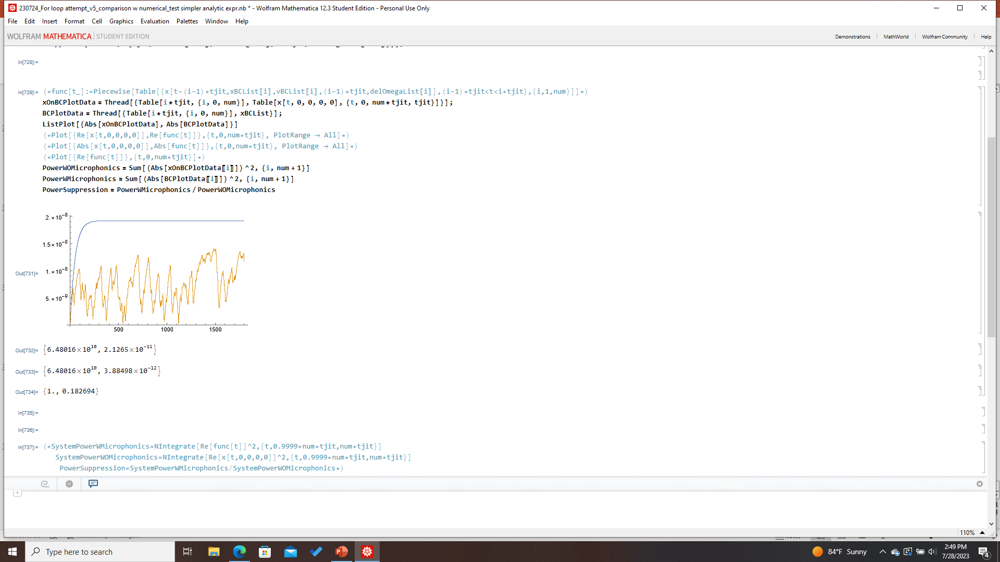 230724_For loop attempt_v5_comparison w numerical_test simpler analytic expr.nb * - Wolfram Mathematica 12.3 Student Edition - Personal Use Only
File Edit Insert Format Cell Graphics Evaluation Palettes Window Help
WOLFRAM MATHEMATICA STUDENT EDITION
Demonstrations MathWorld Wolfram Community Help
In[728]:=
In[729]:= (*func[t_]:=Piecewise[Table[{x[t-(i-1)*tjit,xBCList〚i〛,vBCList〚i〛,(i-1)*tjit,delOmegaList〚i〛],(i-1)*tjit<t<i*tjit},{i,1,num}]]*)
xOnBCPlotData = Thread[{Table[i*tjit, {i, 0, num}], Table[x[t, 0, 0, 0, 0], {t, 0, num*tjit, tjit}]}];
BCPlotData = Thread[{Table[i*tjit, {i, 0, num}], xBCList}];
ListPlot[{Abs[xOnBCPlotData], Abs[BCPlotData]}]
(*Plot[{Re[x[t,0,0,0,0]],Re[func[t]]},{t,0,num*tjit}, PlotRange → All]*)
(*Plot[{Abs[x[t,0,0,0,0]],Abs[func[t]]},{t,0,num*tjit}, PlotRange → All]*)
(*Plot[{Re[func[t]]},{t,0,num*tjit}]*)
PowerWOMicrophonics = Sum[(Abs[xOnBCPlotData〚i〛])^2, {i, num + 1}]
PowerWMicrophonics = Sum[(Abs[BCPlotData〚i〛])^2, {i, num + 1}]
PowerSuppression = PowerWMicrophonics / PowerWOMicrophonics
2.×10⁻⁸
1.5×10⁻⁸
Out[731]= 1.×10⁻⁸
5.×10⁻⁹
500 1000 1500
Out[732]= {6.48016×10¹⁰, 2.1265×10⁻¹¹}
Out[733]= {6.48016×10¹⁰, 3.88498×10⁻¹²}
Out[734]= {1., 0.182694}
In[735]:=
In[736]:=
In[737]:= (*SystemPowerWMicrophonics=NIntegrate[Re[func[t]]^2,{t,0.9999*num*tjit,num*tjit}]
SystemPowerWOMicrophonics=NIntegrate[Re[x[t,0,0,0,0]]^2,{t,0.9999*num*tjit,num*tjit}]
PowerSuppression=SystemPowerWMicrophonics/SystemPowerWOMicrophonics*)
110%
Type here to search
84°F Sunny
2:49 PM
7/28/2023
4